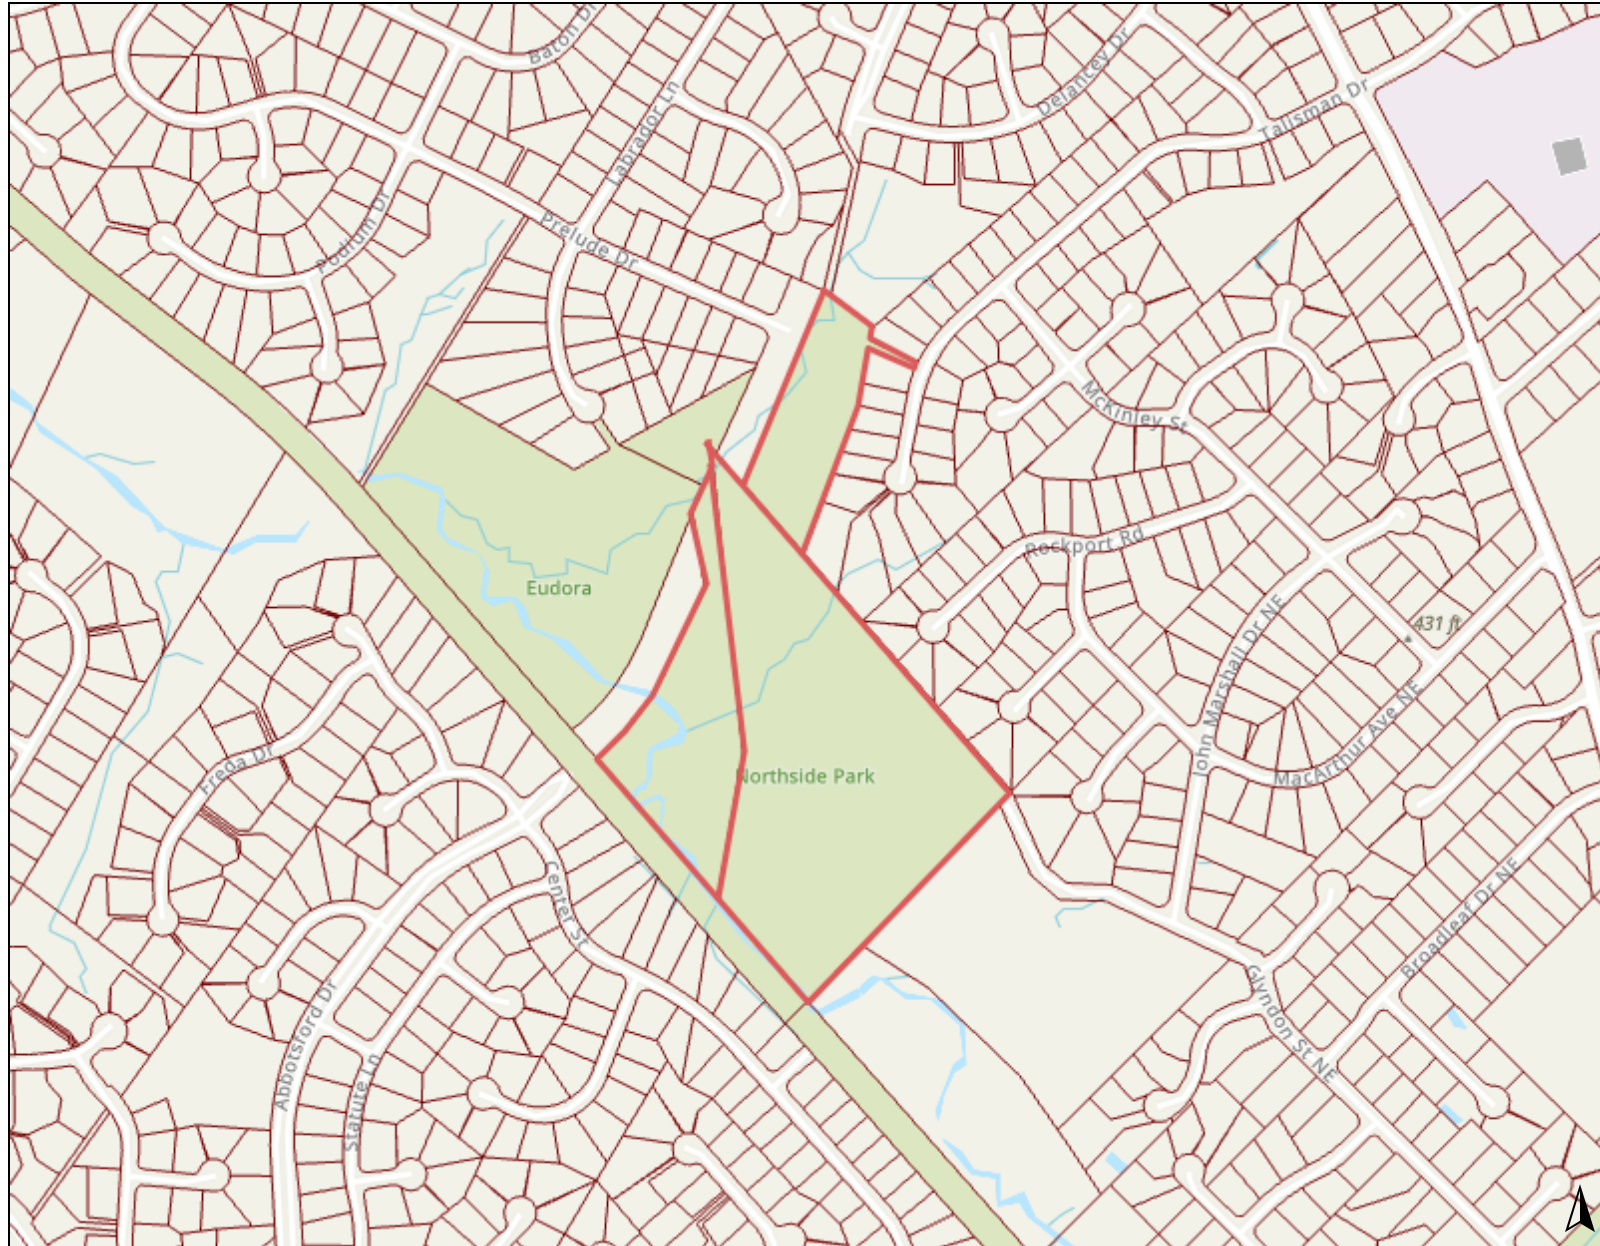 Baton Dr
Delancey Dr
Labrador Ln
Talisman Dr
Podium Dr
Prelude Dr
McKinley St
Rockport Rd
Eudora
431 ft
John Marshall Dr NE
MacArthur Ave NE
Freda Dr
Northside Park
Center St
Broadleaf Dr NE
Abbotsford Dr
Glyndon St NE
Statute Ln